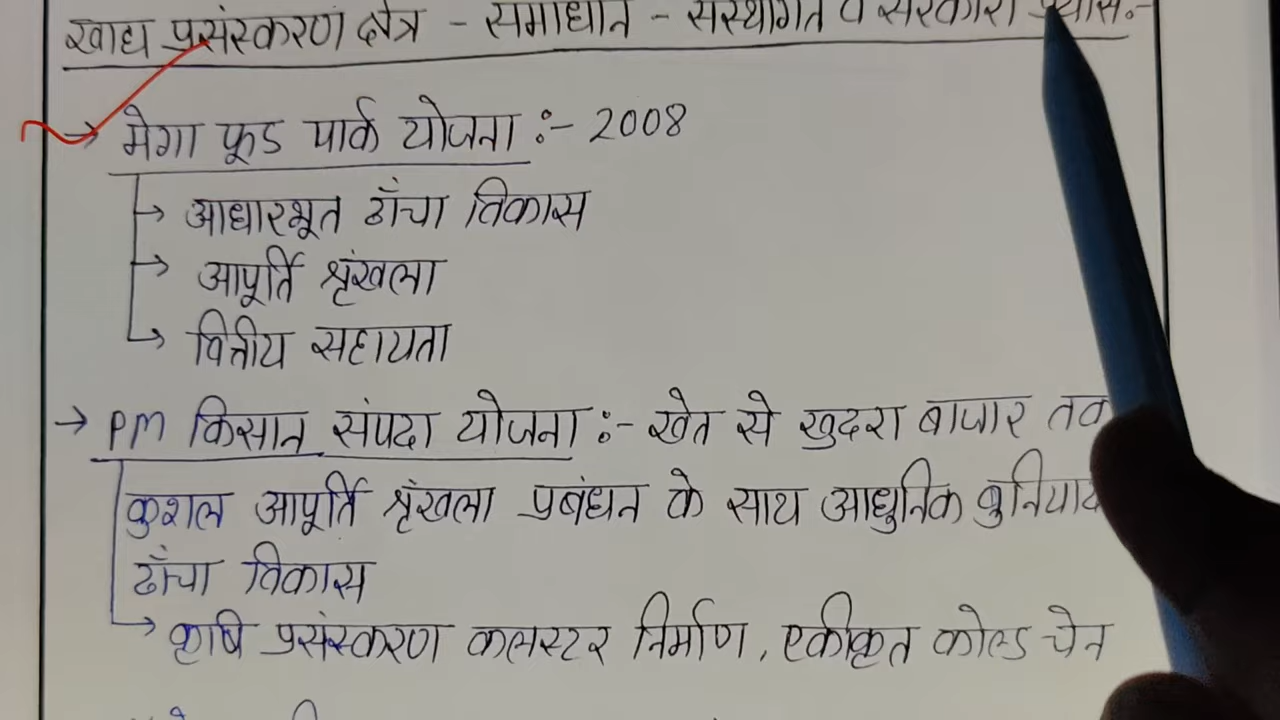 खाद्य प्रसंस्करण क्षेत्र - समाधान - संस्थागत व सरकारी प्रयास:-
→ मेगा फूड पार्क योजना :- 2008
→ आधारभूत ढाँचा विकास
→ आपूर्ति श्रृंखला
→ वित्तीय सहायता
→ PM किसान संपदा योजना :- खेत से खुदरा बाजार तक
कुशल आपूर्ति श्रृंखला प्रबंधन के साथ आधुनिक
ढाँचा विकास
→ कृषि प्रसंस्करण कलस्टर निर्माण, एकीकृत कोल्ड चेन